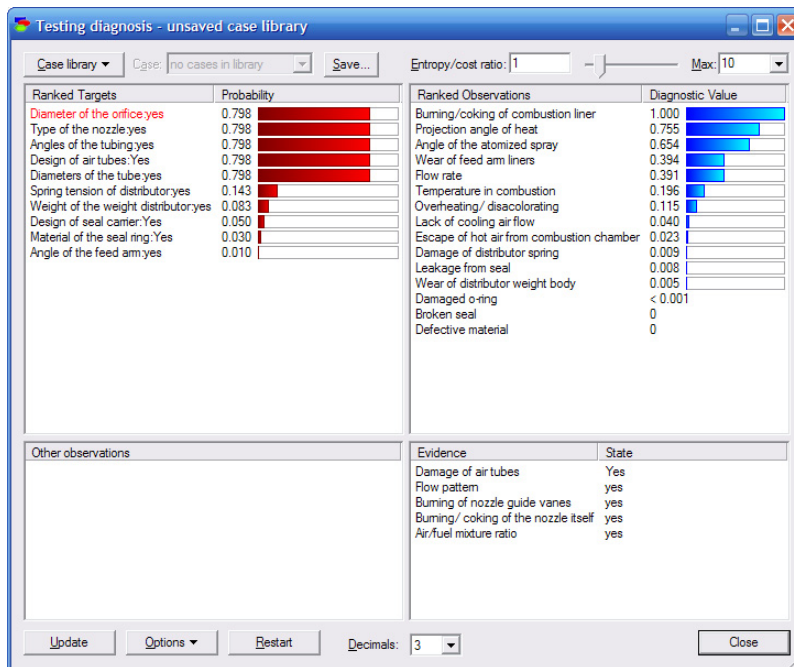 Testing diagnosis - unsaved case library
Case library Case: no cases in library Save... Entropy/cost ratio: 1 Max: 10
Ranked Targets Probability
Diameter of the orifice:yes 0.798
Type of the nozzle:yes 0.798
Angles of the tubing:yes 0.798
Design of air tubes:Yes 0.798
Diameters of the tube:yes 0.798
Spring tension of distributor:yes 0.143
Weight of the weight distributor:yes 0.083
Design of seal carrier:Yes 0.050
Material of the seal ring:Yes 0.030
Angle of the feed arm:yes 0.010
Ranked Observations Diagnostic Value
Burning/coking of combustion liner 1.000
Projection angle of heat 0.755
Angle of the atomized spray 0.654
Wear of feed arm liners 0.394
Flow rate 0.391
Temperature in combustion 0.196
Overheating/ disacolorating 0.115
Lack of cooling air flow 0.040
Escape of hot air from combustion chamber 0.023
Damage of distributor spring 0.009
Leakage from seal 0.008
Wear of distributor weight body 0.005
Damaged o-ring < 0.001
Broken seal 0
Defective material 0
Other observations
Evidence State
Damage of air tubes Yes
Flow pattern yes
Burning of nozzle guide vanes yes
Burning/ coking of the nozzle itself yes
Air/fuel mixture ratio yes
Update Options Restart Decimals: 3 Close